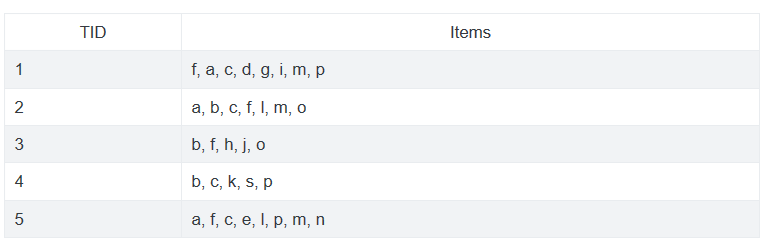 TID Items
1 f, a, c, d, g, i, m, p
2 a, b, c, f, l, m, o
3 b, f, h, j, o
4 b, c, k, s, p
5 a, f, c, e, l, p, m, n